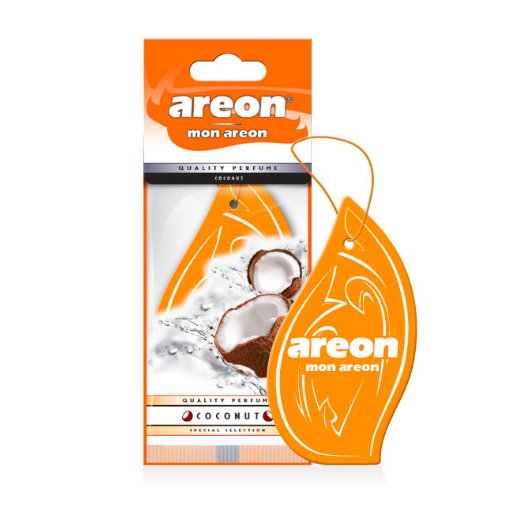 areon®
mon areon
QUALITY PERFUME
COCONUT
QUALITY PERFUME
COCONUT
SPECIAL SELECTION
areon
mon areon